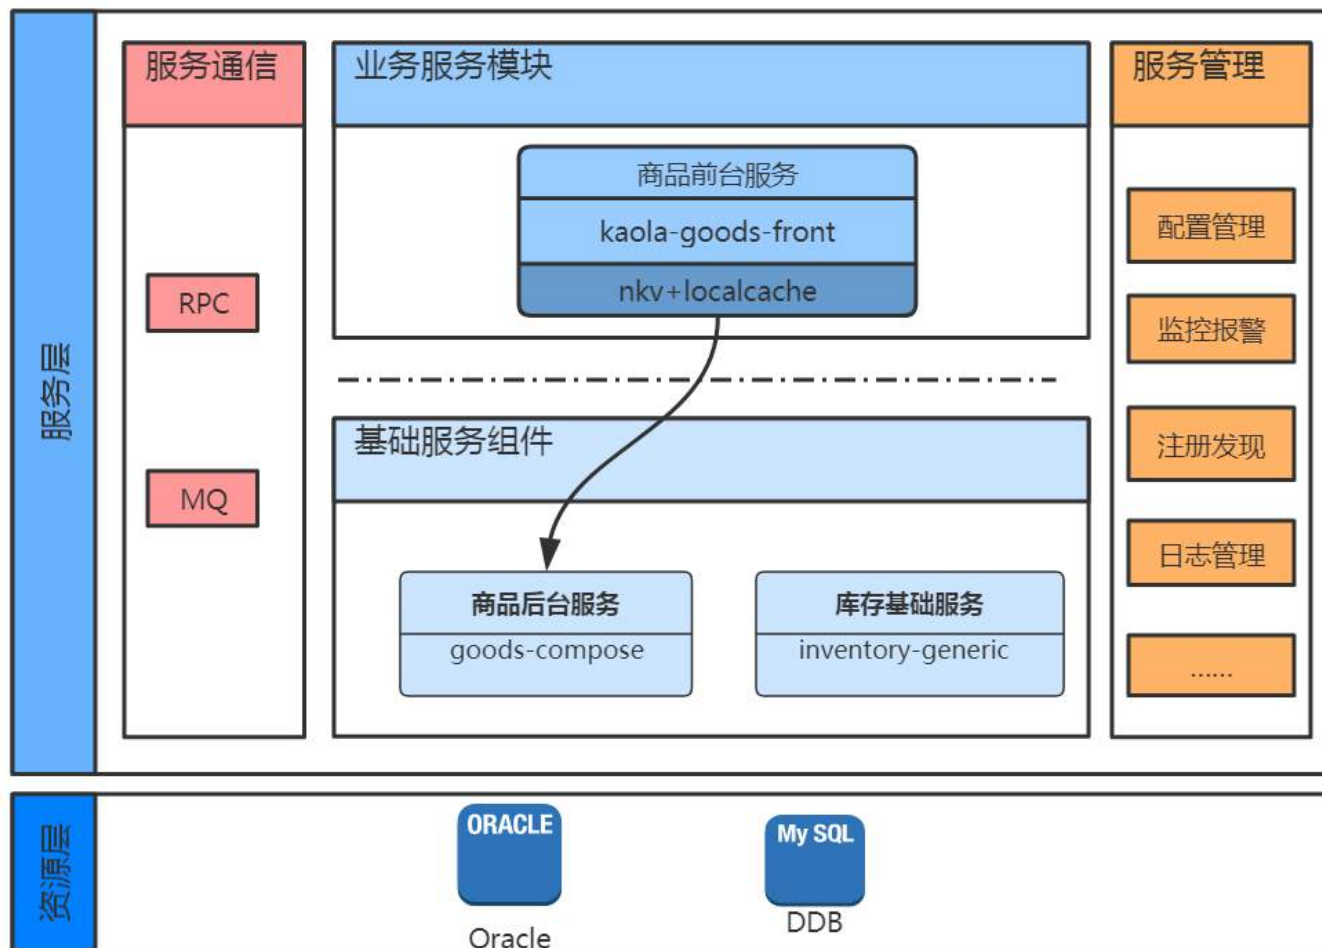 服务层
服务通信
RPC
MQ
业务服务模块
商品前台服务
kaola-goods-front
nkv+localcache
基础服务组件
商品后台服务
goods-compose
库存基础服务
inventory-generic
服务管理
配置管理
监控报警
注册发现
日志管理
......
资源层
ORACLE
Oracle
My SQL
DDB